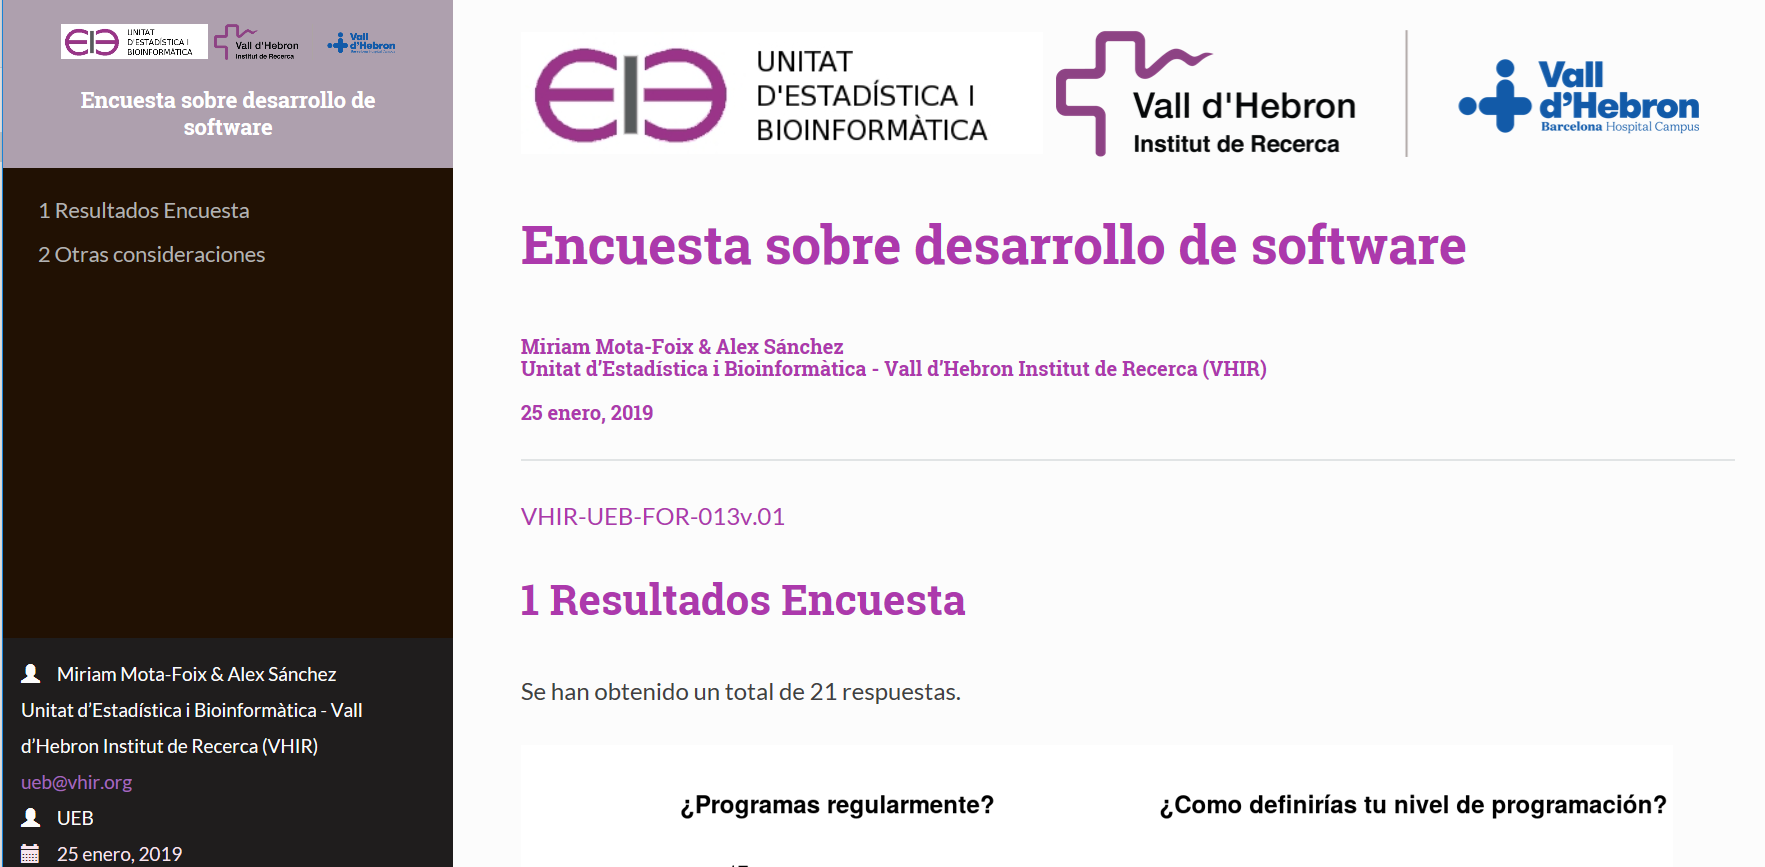 UNITAT
D'ESTADÍSTICA I
BIOINFORMÀTICA
Vall d'Hebron
Institut de Recerca
Vall
d'Hebron
Encuesta sobre desarrollo de
software
1 Resultados Encuesta
2 Otras consideraciones
Miriam Mota-Foix & Alex Sánchez
Unitat d'Estadística i Bioinformàtica - Vall
d'Hebron Institut de Recerca (VHIR)
ueb@vhir.org
UEB
25 enero, 2019
UNITAT
D'ESTADÍSTICA I
BIOINFORMÀTICA
Vall d'Hebron
Institut de Recerca
Vall
d'Hebron
Barcelona Hospital Campus
Encuesta sobre desarrollo de software
Miriam Mota-Foix & Alex Sánchez
Unitat d'Estadística i Bioinformàtica - Vall d'Hebron Institut de Recerca (VHIR)
25 enero, 2019
VHIR-UEB-FOR-013v.01
1 Resultados Encuesta
Se han obtenido un total de 21 respuestas.
¿Programas regularmente?
¿Como definirías tu nivel de programación?